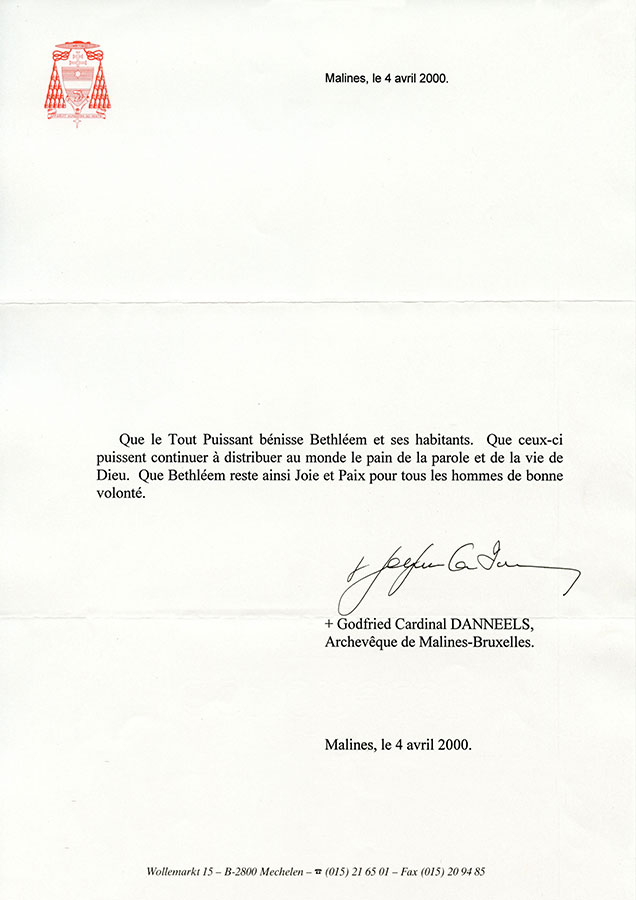 Malines, le 4 avril 2000.
Que le Tout Puissant bénisse Bethléem et ses habitants. Que ceux-ci
puissent continuer à distribuer au monde le pain de la parole et de la vie de
Dieu. Que Bethléem reste ainsi Joie et Paix pour tous les hommes de bonne
volonté.
+ Godfried Cardinal DANNEELS,
Archevêque de Malines-Bruxelles.
Malines, le 4 avril 2000.
Wollemarkt 15 – B-2800 Mechelen – ☎ (015) 21 65 01 – Fax (015) 20 94 85